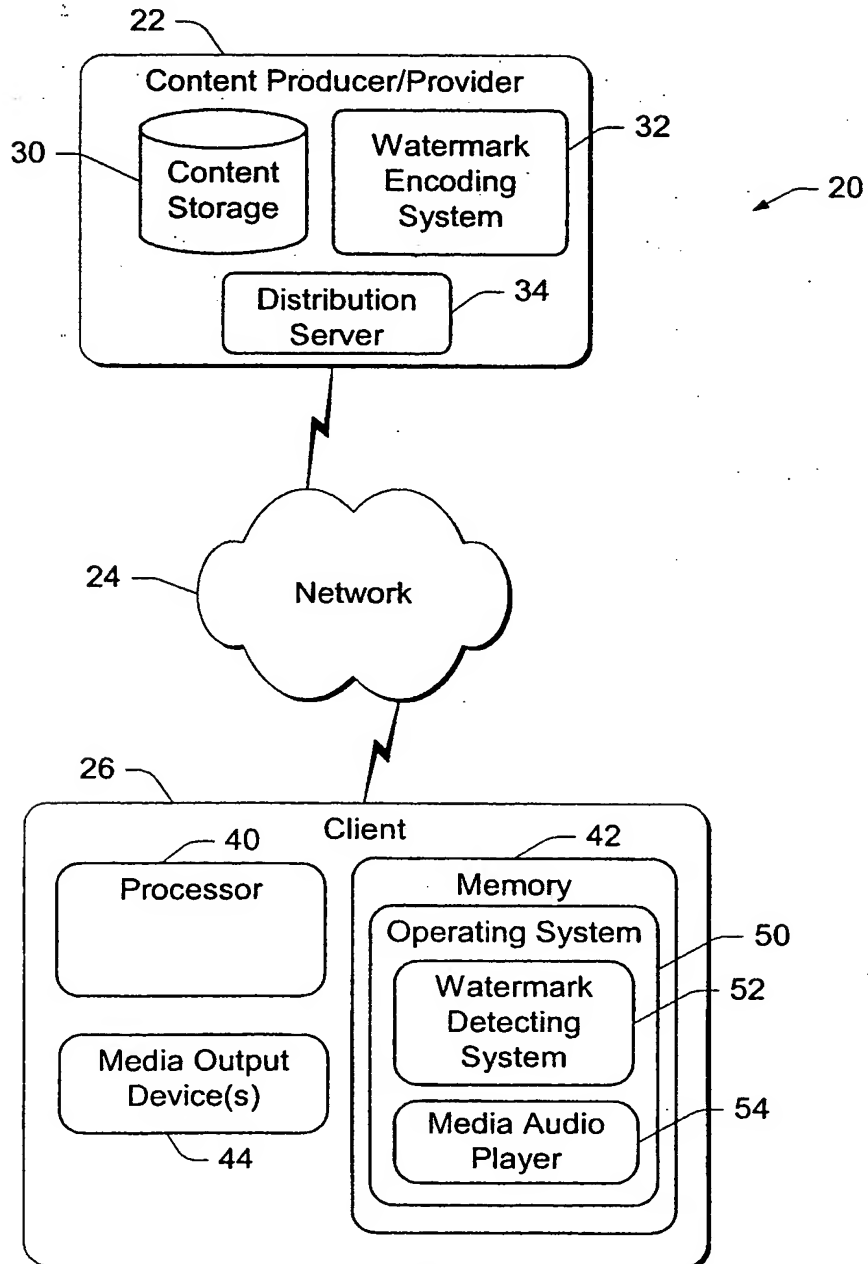 22
Content Producer/Provider
30
Content
Storage
Watermark
Encoding
System
32
20
Distribution
Server
34
24
Network
26
Client
40
Processor
42
Memory
Operating System
50
Watermark
Detecting
System
52
Media Output
Device(s)
44
Media Audio
Player
54